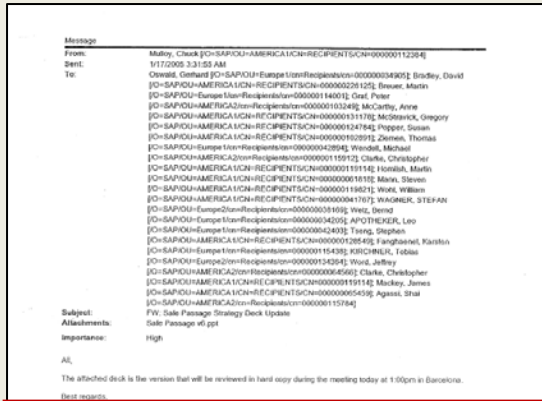 Message
From: Mulloy, Chuck [/O=SAP/OU=AMERICA1/CN=RECIPIENTS/CN=000000112384]
Sent: 1/17/2005 3:31:55 AM
To: Oswald, Gerhard [/O=SAP/OU=Europe1/cn=Recipients/cn=000000034905]; Bradley, David
[/O=SAP/OU=AMERICA1/CN=RECIPIENTS/CN=000000226125]; Breuer, Martin
[/O=SAP/OU=Europe1/cn=Recipients/cn=000000114001]; Graf, Peter
[/O=SAP/OU=AMERICA2/cn=Recipients/cn=000000103249]; McCarthy, Anne
[/O=SAP/OU=AMERICA1/CN=RECIPIENTS/CN=000000131178]; McStravick, Gregory
[/O=SAP/OU=AMERICA1/CN=RECIPIENTS/CN=000000124784]; Popper, Susan
[/O=SAP/OU=AMERICA1/CN=RECIPIENTS/CN=000000102891]; Ziemen, Thomas
[/O=SAP/OU=Europe1/cn=Recipients/cn=000000042894]; Wendell, Michael
[/O=SAP/OU=AMERICA2/cn=Recipients/cn=000000115912]; Clarke, Christopher
[/O=SAP/OU=AMERICA1/CN=RECIPIENTS/CN=000000119114]; Homlish, Martin
[/O=SAP/OU=AMERICA1/CN=RECIPIENTS/CN=000000061818]; Mann, Steven
[/O=SAP/OU=AMERICA1/CN=RECIPIENTS/CN=000000119821]; Wohl, William
[/O=SAP/OU=AMERICA1/CN=RECIPIENTS/CN=000000041767]; WAGNER, STEFAN
[/O=SAP/OU=Europe2/cn=Recipients/cn=000000038109]; Welz, Bernd
[/O=SAP/OU=Europe1/cn=Recipients/cn=000000034205]; APOTHEKER, Leo
[/O=SAP/OU=Europe1/cn=Recipients/cn=000000042403]; Tseng, Stephen
[/O=SAP/OU=AMERICA1/CN=RECIPIENTS/CN=000000128549]; Fanghaenel, Karsten
[/O=SAP/OU=Europe1/cn=Recipients/cn=000000115438]; KIRCHNER, Tobias
[/O=SAP/OU=Europe2/cn=Recipients/cn=000000134364]; Word, Jeffrey
[/O=SAP/OU=AMERICA2/cn=Recipients/cn=000000064566]; Clarke, Christopher
[/O=SAP/OU=AMERICA1/CN=RECIPIENTS/CN=000000119114]; Mackey, James
[/O=SAP/OU=AMERICA1/CN=RECIPIENTS/CN=000000065459]; Agassi, Shai
[/O=SAP/OU=AMERICA2/cn=Recipients/cn=000000115784]
Subject: FW: Safe Passage Strategy Deck Update
Attachments: Safe Passage v6.ppt
Importance: High
All,
The attached deck is the version that will be reviewed in hard copy during the meeting today at 1:00pm in Barcelona.
Best regards,